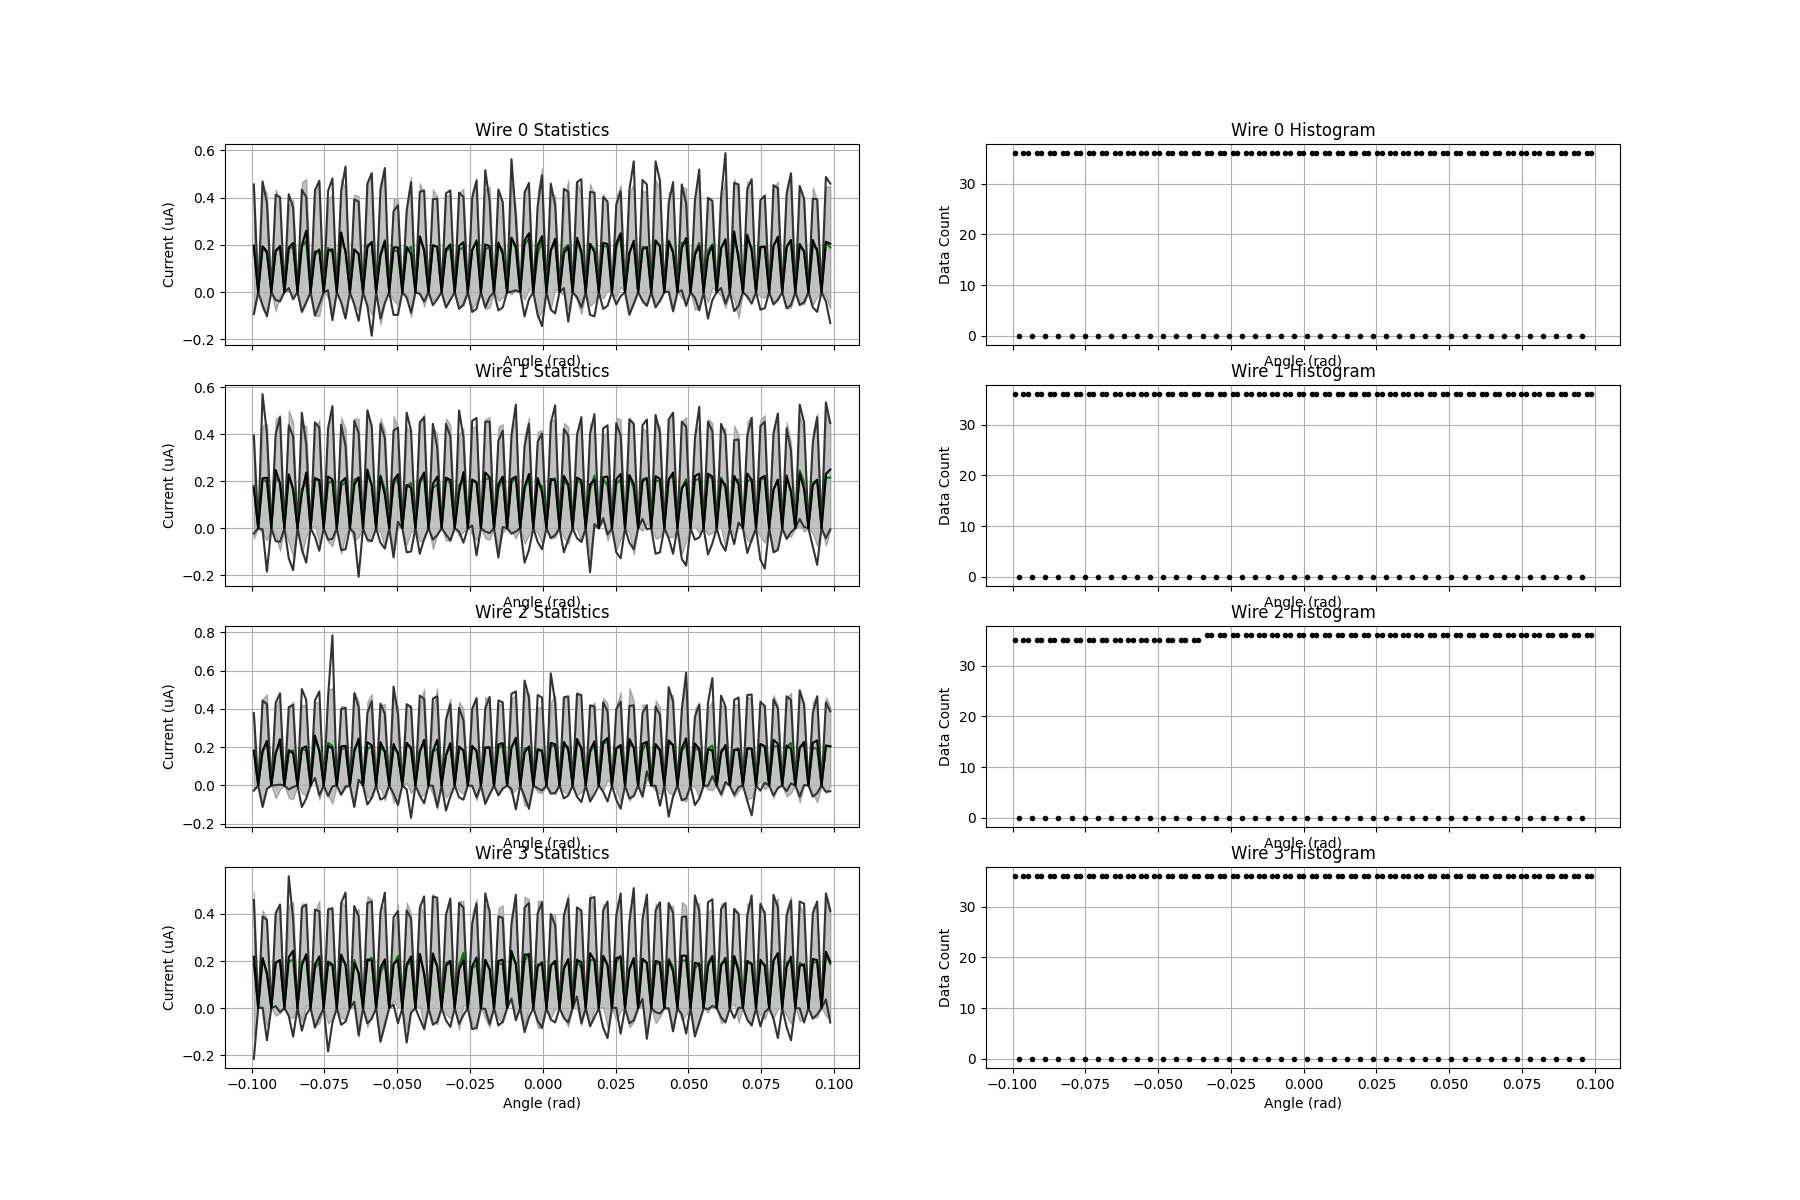 Wire 0 Statistics
Current (uA)
0.6
0.4
0.2
0.0
−0.2
Angle (rad)
Wire 0 Histogram
Data Count
30
20
10
0
Angle (rad)
Wire 1 Statistics
Current (uA)
0.6
0.4
0.2
0.0
−0.2
Angle (rad)
Wire 1 Histogram
Data Count
30
20
10
0
Angle (rad)
Wire 2 Statistics
Current (uA)
0.8
0.6
0.4
0.2
0.0
−0.2
Angle (rad)
Wire 2 Histogram
Data Count
30
20
10
0
Angle (rad)
Wire 3 Statistics
Current (uA)
0.4
0.2
0.0
−0.2
−0.100 −0.075 −0.050 −0.025 0.000 0.025 0.050 0.075 0.100
Angle (rad)
Wire 3 Histogram
Data Count
30
20
10
0
−0.100 −0.075 −0.050 −0.025 0.000 0.025 0.050 0.075 0.100
Angle (rad)